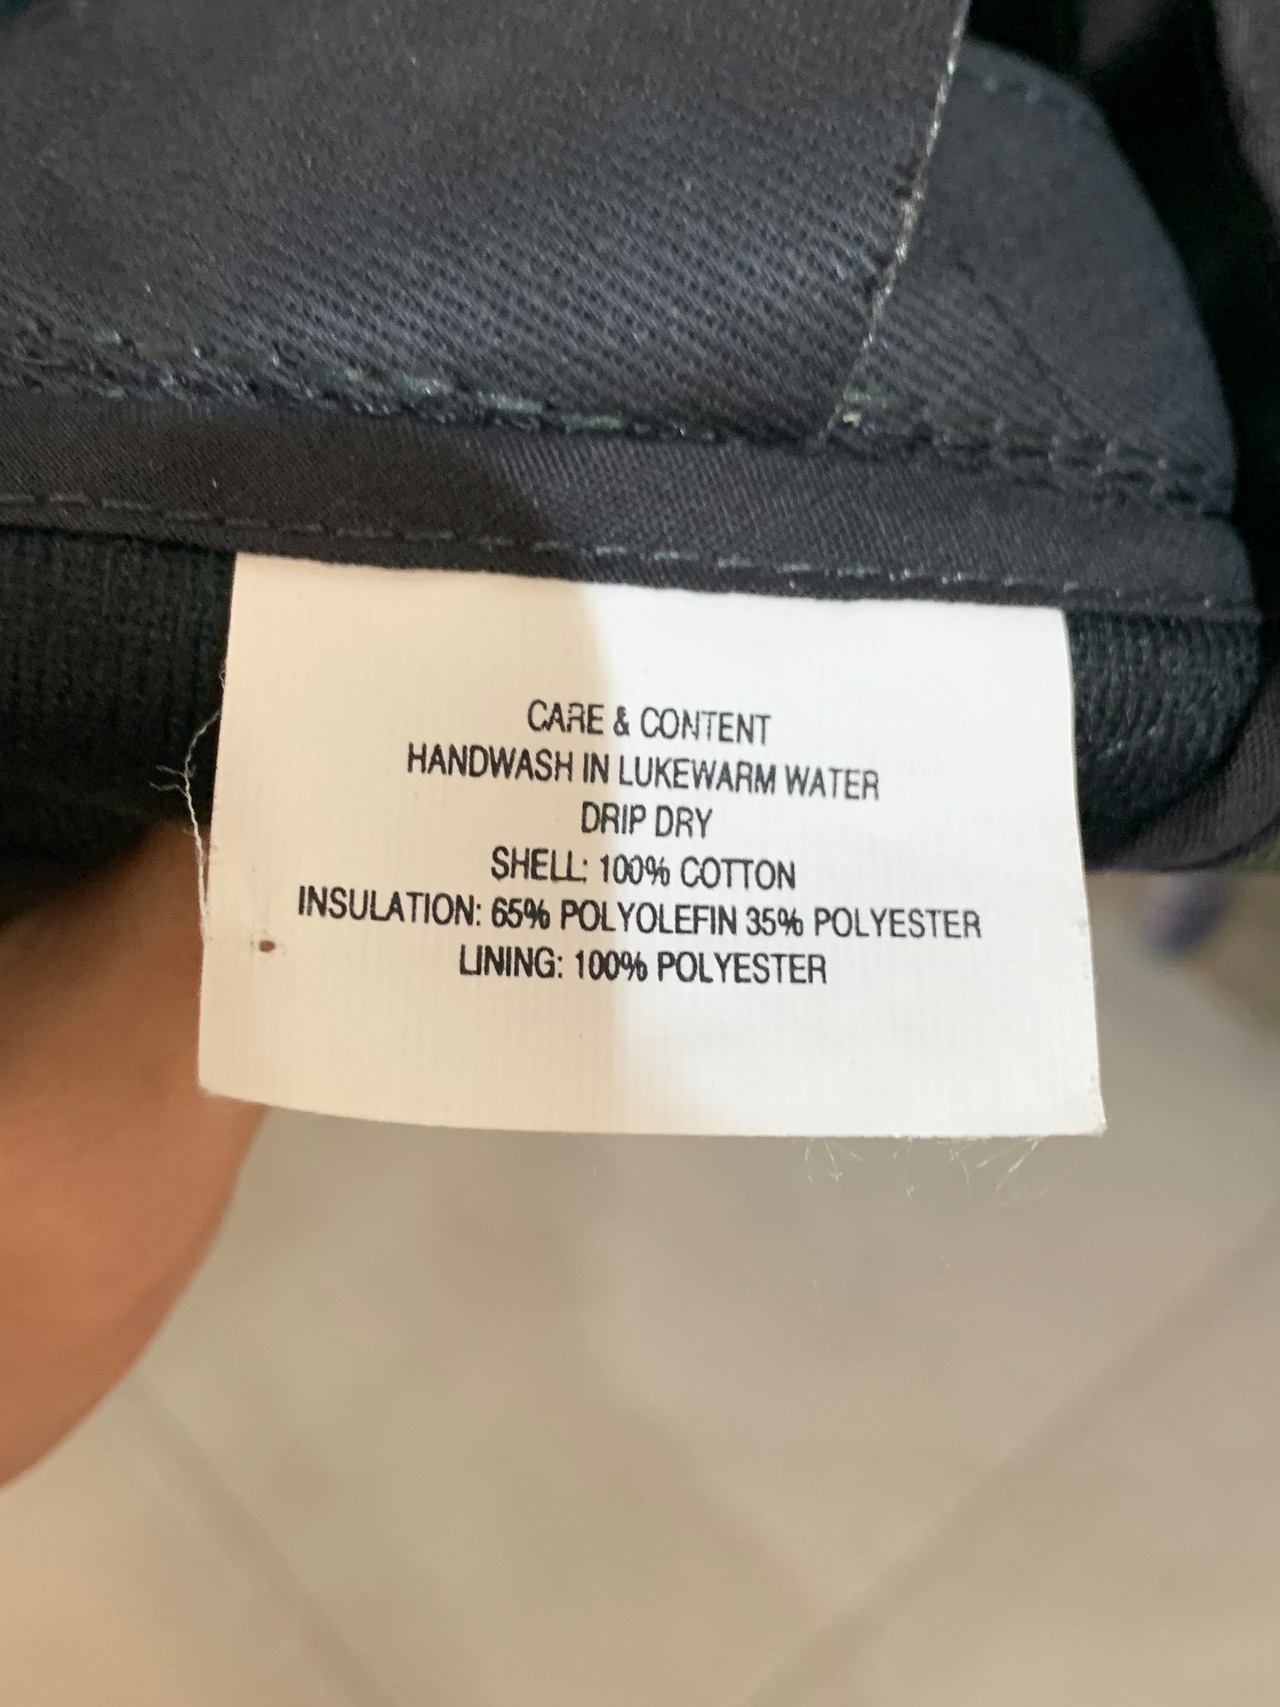 CARE & CONTENT
HANDWASH IN LUKEWARM WATER
DRIP DRY
SHELL: 100% COTTON
INSULATION: 65% POLYOLEFIN 35% POLYESTER
LINING: 100% POLYESTER